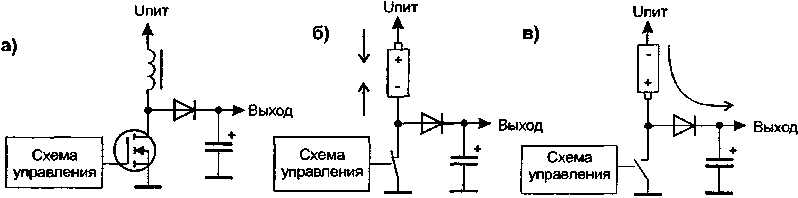 а)
Uпит
Выход
Схема
управления
+
б)
Uпит
+
-
Выход
Схема
управления
+
в)
Uпит
-
+
Выход
Схема
управления
+